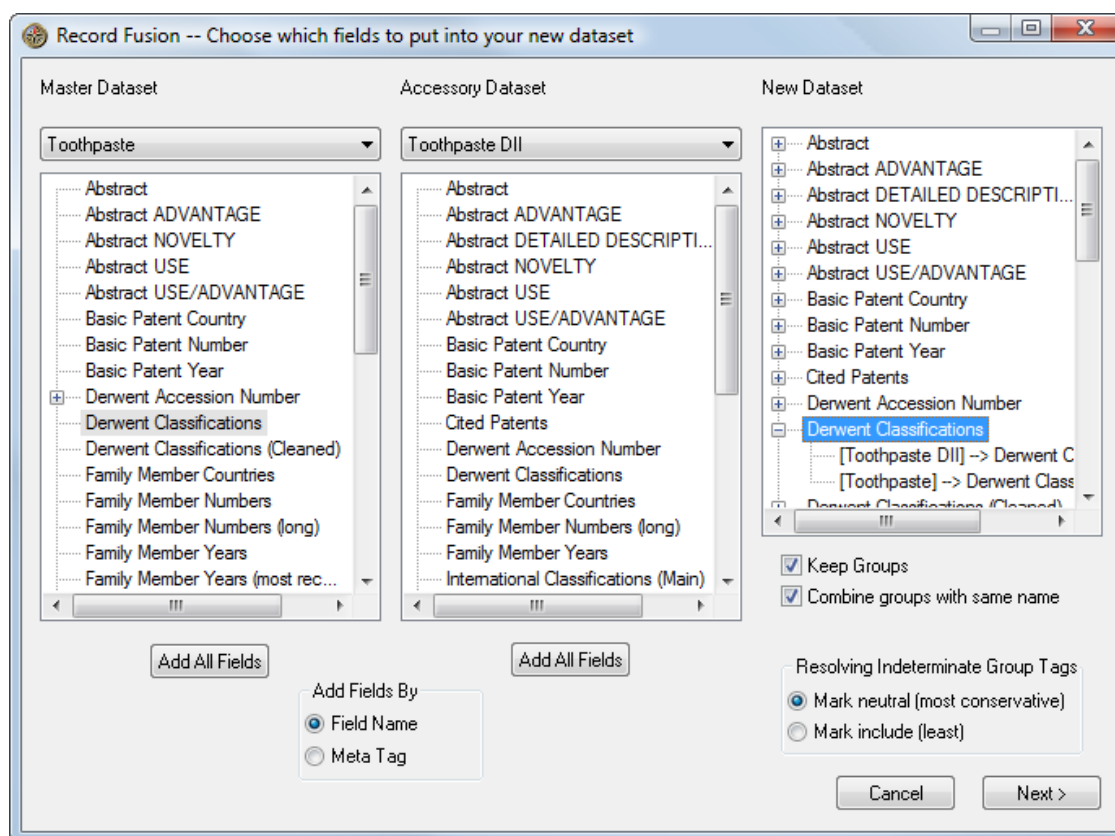 Record Fusion -- Choose which fields to put into your new dataset
Master Dataset
Toothpaste
Abstract
Abstract ADVANTAGE
Abstract NOVELTY
Abstract USE
Abstract USE/ADVANTAGE
Basic Patent Country
Basic Patent Number
Basic Patent Year
Derwent Accession Number
Derwent Classifications
Derwent Classifications (Cleaned)
Family Member Countries
Family Member Numbers
Family Member Numbers (long)
Family Member Years
Family Member Years (most rec...
Add All Fields
Accessory Dataset
Toothpaste DII
Abstract
Abstract ADVANTAGE
Abstract DETAILED DESCRIPTI...
Abstract NOVELTY
Abstract USE
Abstract USE/ADVANTAGE
Basic Patent Country
Basic Patent Number
Basic Patent Year
Cited Patents
Derwent Accession Number
Derwent Classifications
Family Member Countries
Family Member Numbers (long)
Family Member Years
International Classifications (Main)
Add All Fields
Add Fields By
Field Name
Meta Tag
New Dataset
Abstract
Abstract ADVANTAGE
Abstract DETAILED DESCRIPTI...
Abstract NOVELTY
Abstract USE
Abstract USE/ADVANTAGE
Basic Patent Country
Basic Patent Number
Basic Patent Year
Cited Patents
Derwent Accession Number
Derwent Classifications
[Toothpaste DII] --> Derwent C
[Toothpaste] --> Derwent Class
Derwent Classifications (Cleaned)
Keep Groups
Combine groups with same name
Resolving Indeterminate Group Tags
Mark neutral (most conservative)
Mark include (least)
Cancel
Next >